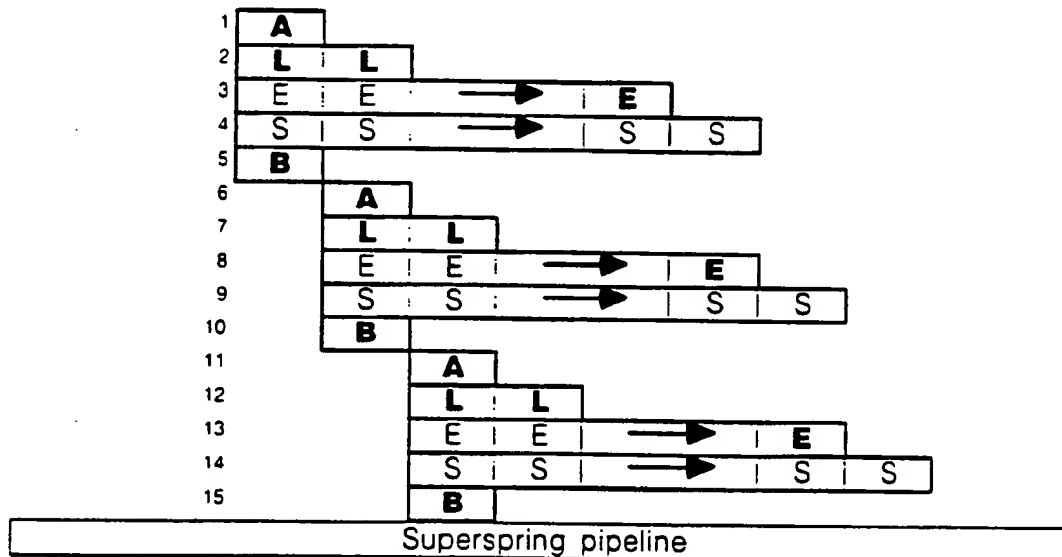 1 A
2 L L
3 E E E
4 S S S S
5 B
6 A
7 L L
8 E E E
9 S S S S
10 B
11 A
12 L L
13 E E E
14 S S S S
15 B
Superspring pipeline